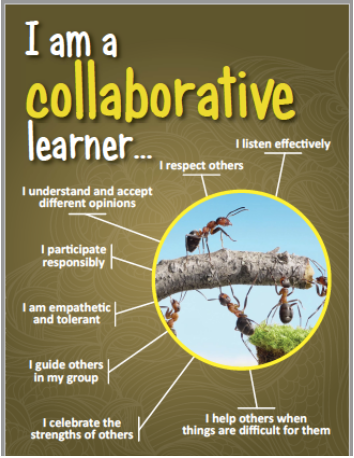 I am a
collaborative
learner...
I listen effectively
I respect others
I understand and accept
different opinions
I participate
responsibly
I am empathetic
and tolerant
I guide others
in my group
I celebrate the
strengths of others
I help others when
things are difficult for them